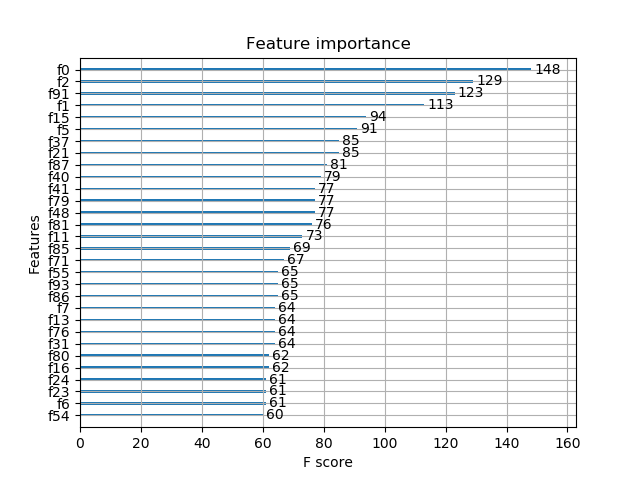 Feature importance
f0 148
f2 129
f91 123
f1 113
f15 94
f5 91
f37 85
f21 85
f87 81
f40 79
f41 77
f79 77
f48 77
f81 76
f11 73
f85 69
f71 67
f55 65
f93 65
f86 65
f7 64
f13 64
f76 64
f31 64
f80 62
f16 62
f24 61
f23 61
f6 61
f54 60
Features
0 20 40 60 80 100 120 140 160
F score